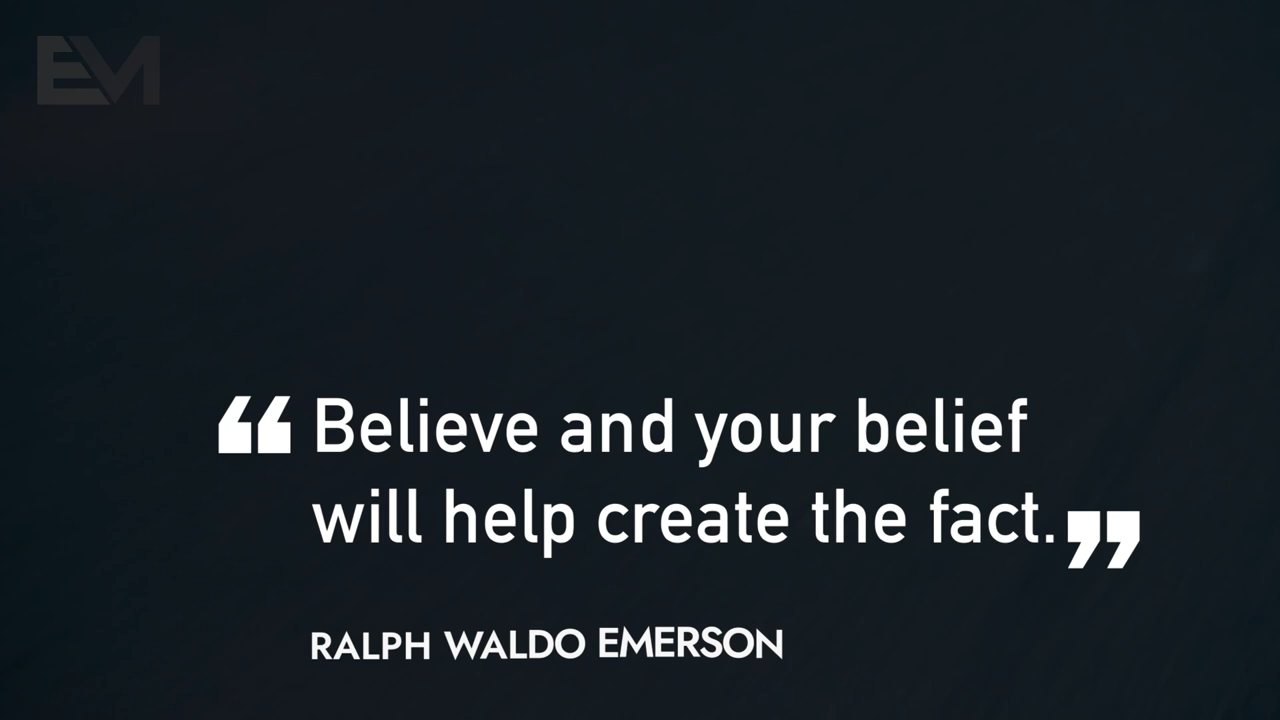 EM
“Believe and your belief
will help create the fact.”
RALPH WALDO EMERSON